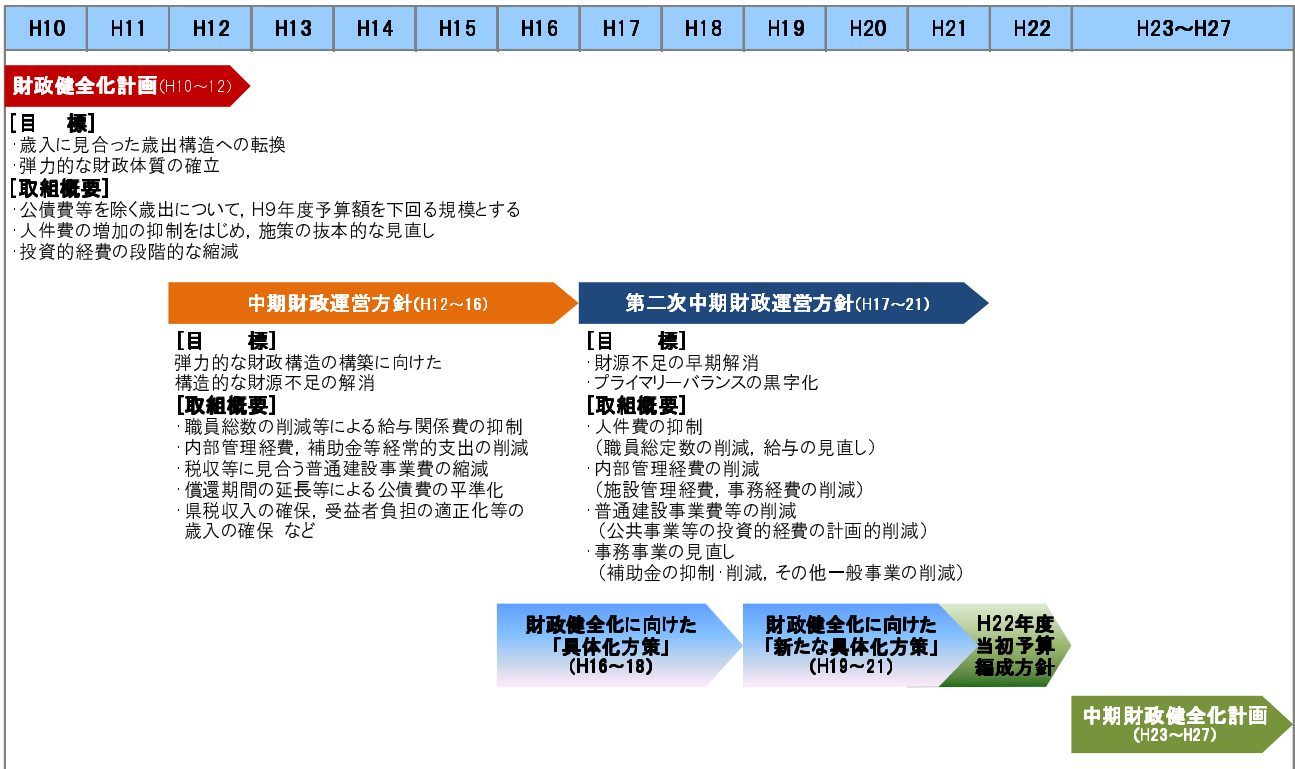 H10 H11 H12 H13 H14 H15 H16 H17 H18 H19 H20 H21 H22 H23～H27
財政健全化計画(H10～12)
[目　標]
·歳入に見合った歳出構造への転換
·弾力的な財政体質の確立
[取組概要]
·公債費等を除く歳出について，H9年度予算額を下回る規模とする
·人件費の増加の抑制をはじめ，施策の抜本的な見直し
·投資的経費の段階的な縮減
中期財政運営方針(H12～16)
[目　標]
弾力的な財政構造の構築に向けた
構造的な財源不足の解消
[取組概要]
·職員総数の削減等による給与関係費の抑制
·内部管理経費，補助金等経常的支出の削減
·税収等に見合う普通建設事業費の縮減
·償還期間の延長等による公債費の平準化
·県税収入の確保，受益者負担の適正化等の
歳入の確保 など
第二次中期財政運営方針(H17～21)
[目　標]
·財源不足の早期解消
·プライマリーバランスの黒字化
[取組概要]
·人件費の抑制
（職員総定数の削減，給与の見直し）
·内部管理経費の削減
（施設管理経費，事務経費の削減）
·普通建設事業費等の削減
（公共事業等の投資的経費の計画的削減）
·事務事業の見直し
（補助金の抑制·削減，その他一般事業の削減）
財政健全化に向けた
「具体化方策」
(H16～18)
財政健全化に向けた
「新たな具体化方策」
(H19～21)
H22年度
当初予算
編成方針
中期財政健全化計画
(H23～H27)